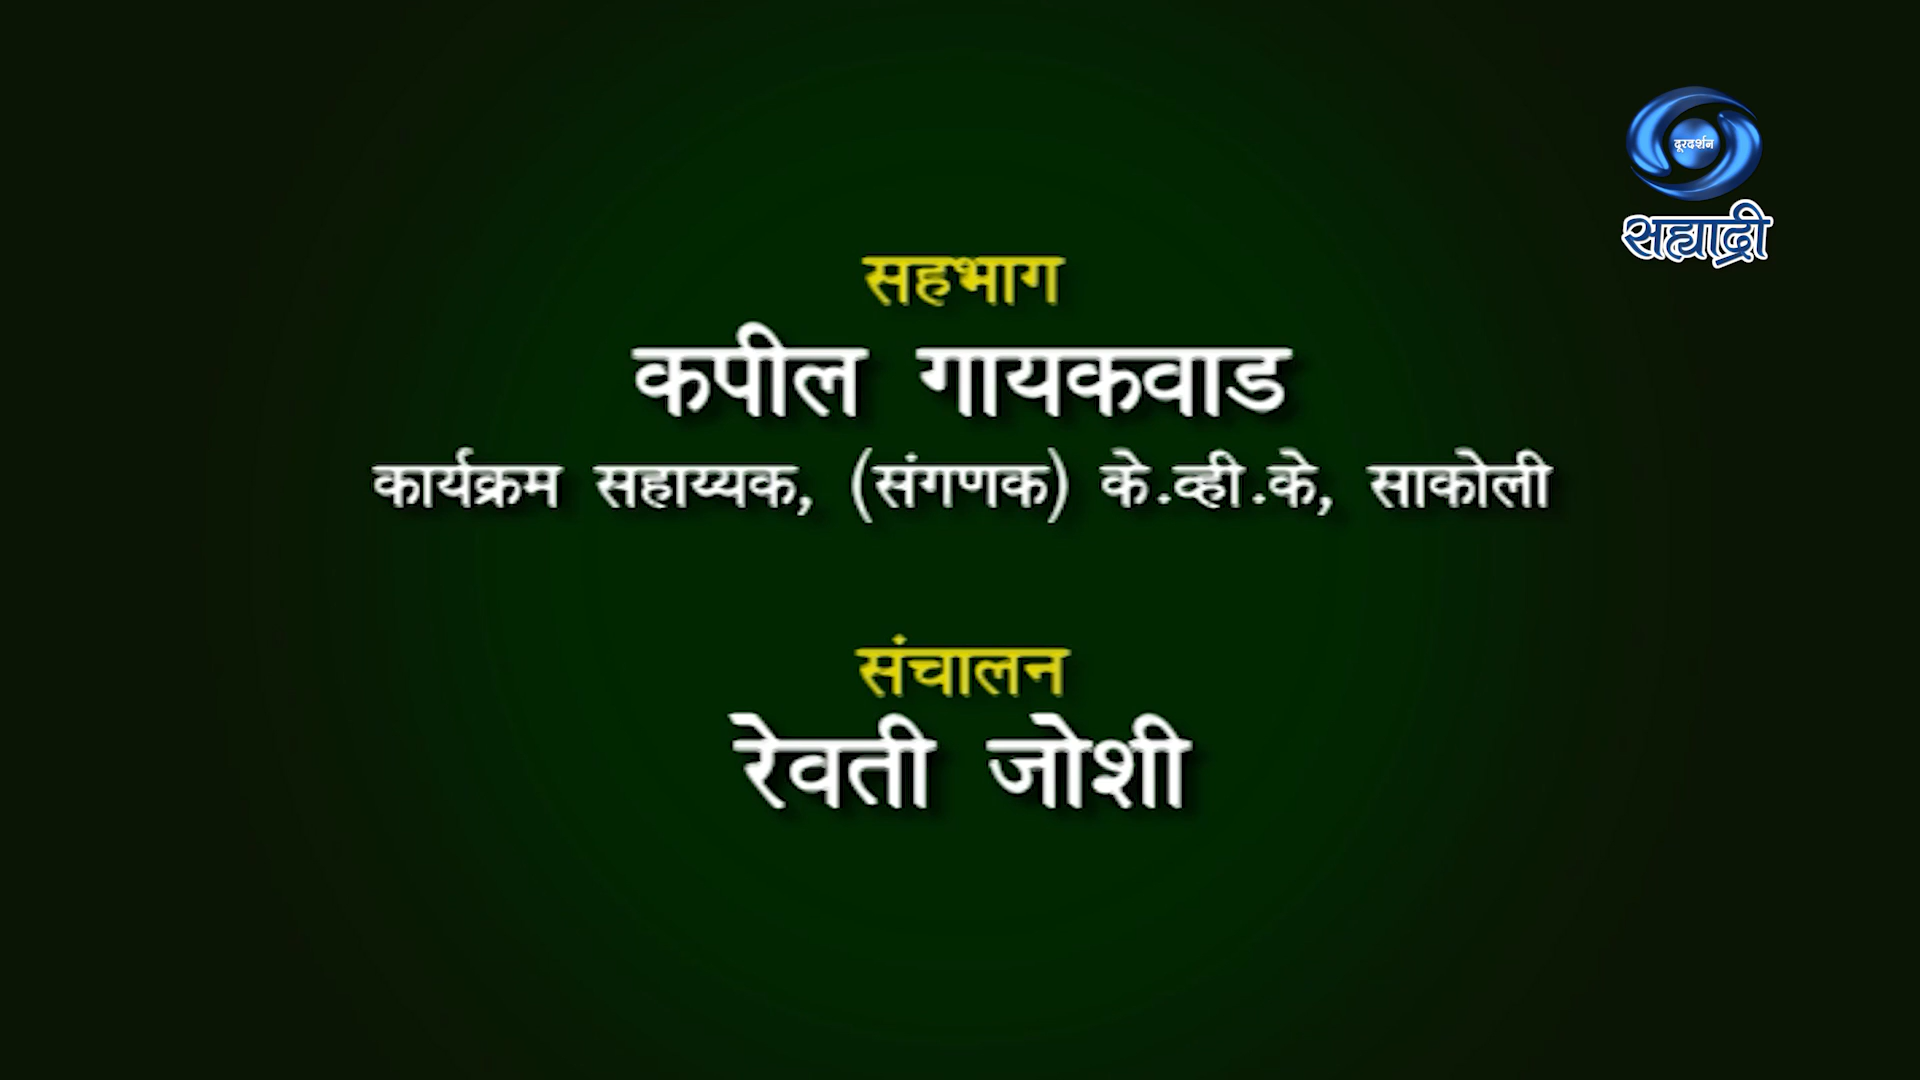 दूरदर्शन
सह्याद्री
सहभाग
कपील गायकवाड
कार्यक्रम सहाय्यक, (संगणक) के.व्ही.के, साकोली
संचालन
रेवती जोशी